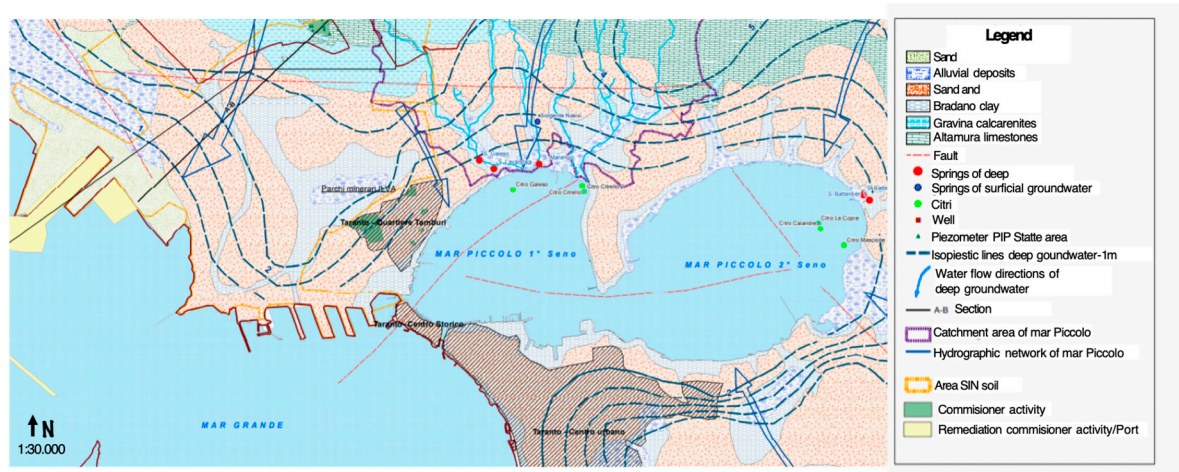 Legend
Sand
Alluvial deposits
Sand and
Bradano clay
Gravina calcarenites
Altamura limestones
Fault
Springs of deep
Springs of surficial groundwater
Citri
Well
Piezometer PIP Statte area
Isopiestic lines deep goundwater-1m
Water flow directions of
deep groundwater
A-B Section
Catchment area of mar Piccolo
Hydrographic network of mar Piccolo
Area SIN soil
Commisioner activity
Remediation commisioner activity/Port
A-B
1
2
4
5
Parchi minerari ILVA
Taranto - Quartiere Tamburi
Citro Galeso
Citro Citrello
MAR PICCOLO 1° Seno
MAR PICCOLO 2° Seno
Citro Le Copre
Taranto -Centro Storico
Taranto - Centro urbano
MAR GRANDE
N
1:30.000